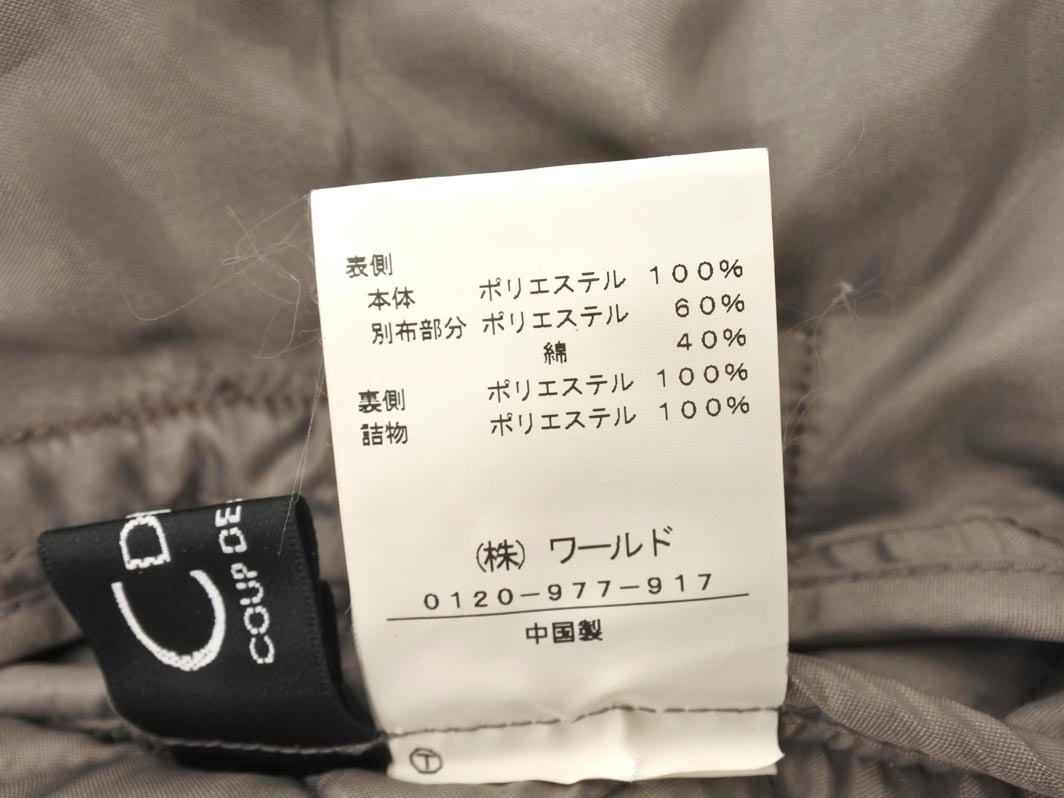 表側
本体 ポリエステル 100%
別布部分 ポリエステル 60%
綿 40%
裏側 ポリエステル 100%
詰物 ポリエステル 100%
(株) ワールド
0120-977-917
中国製
T
COUP DE